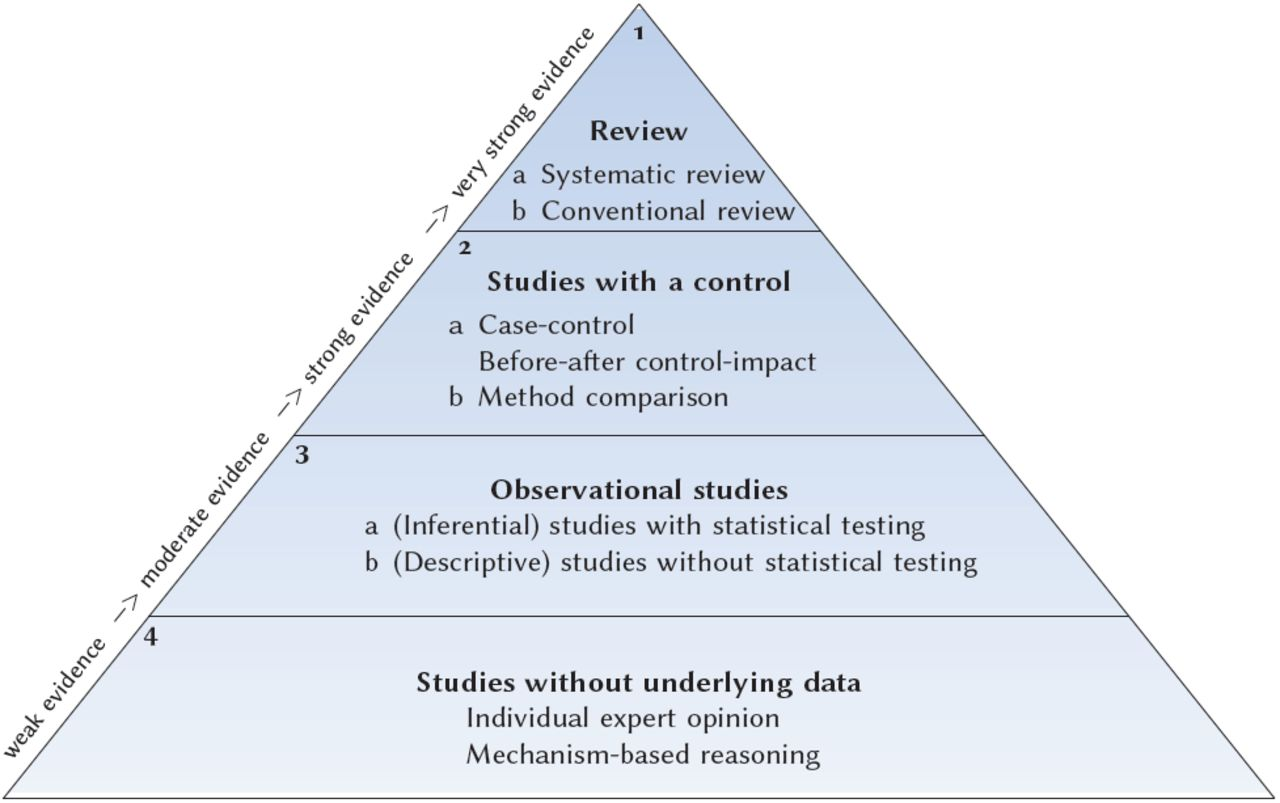 1
Review
a Systematic review
b Conventional review
2
Studies with a control
a Case-control
Before-after control-impact
b Method comparison
3
Observational studies
a (Inferential) studies with statistical testing
b (Descriptive) studies without statistical testing
4
Studies without underlying data
Individual expert opinion
Mechanism-based reasoning
weak evidence --> moderate evidence --> strong evidence --> very strong evidence